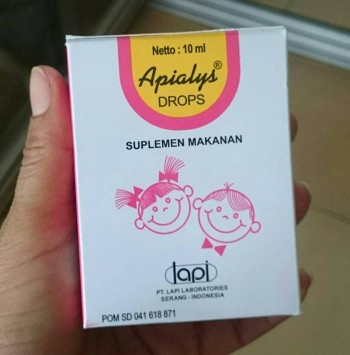 Netto : 10 ml
Apialys®
DROPS
SUPLEMEN MAKANAN
lapi
PT. LAPI LABORATORIES
SERANG - INDONESIA
POM SD 041 618 871